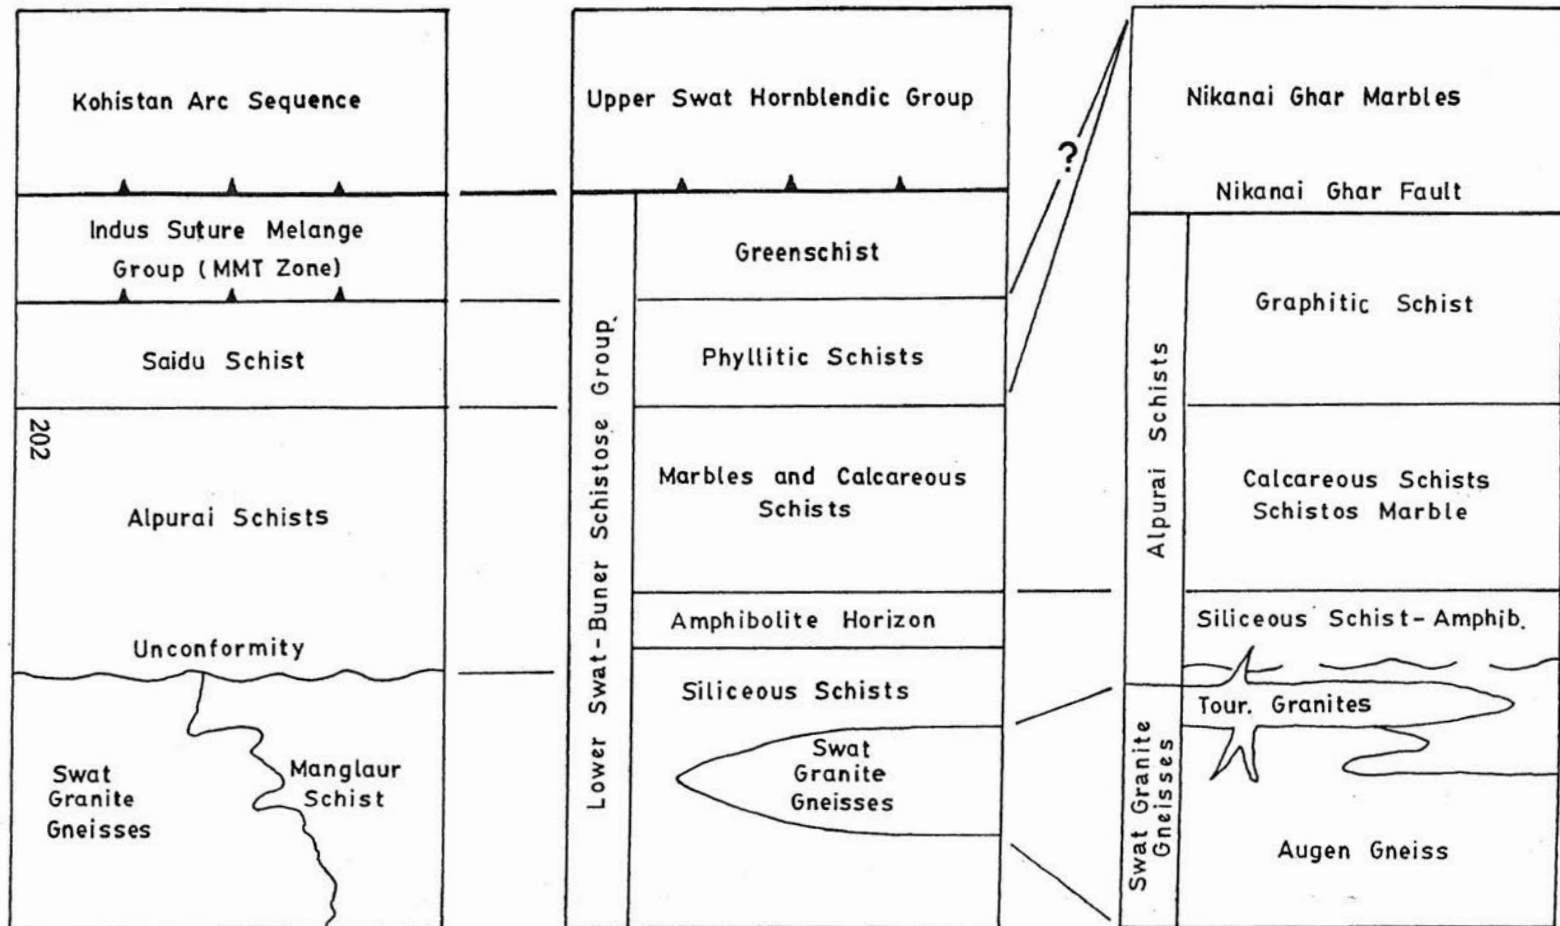 Kohistan Arc Sequence
Indus Suture Melange
Group (MMT Zone)
Saidu Schist
202
Alpurai Schists
Unconformity
Swat
Granite
Gneisses
Manglaur
Schist
Upper Swat Hornblendic Group
Lower Swat-Buner Schistose Group.
Greenschist
Phyllitic Schists
Marbles and Calcareous
Schists
Amphibolite Horizon
Siliceous Schists
Swat
Granite
Gneisses
?
Nikanai Ghar Marbles
Nikanai Ghar Fault
Alpurai Schists
Graphitic Schist
Calcareous Schists
Schistos Marble
Siliceous Schist-Amphib.
Tour. Granites
Swat Granite
Gneisses
Augen Gneiss